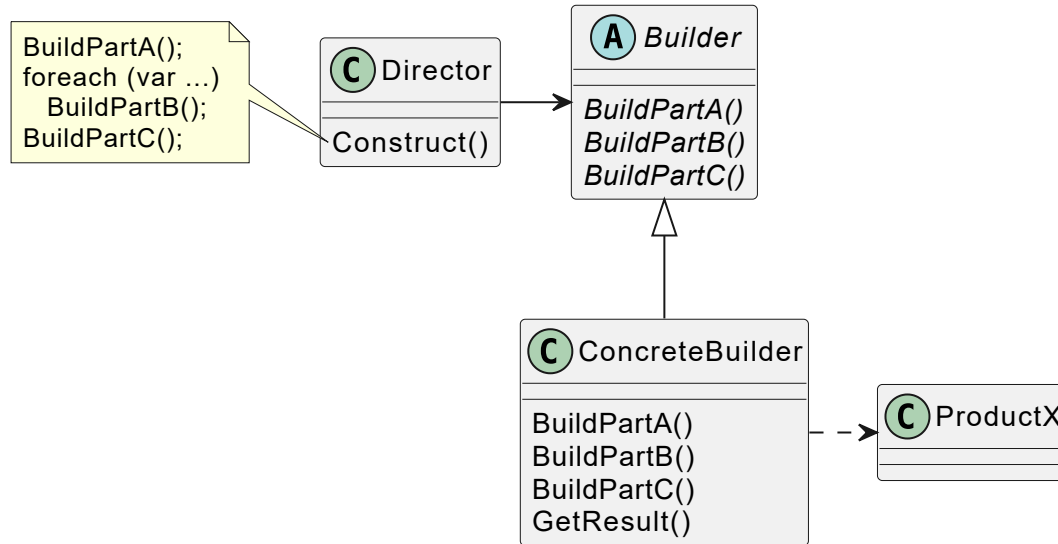 BuildPartA();
foreach (var ...)
BuildPartB();
BuildPartC();
C Director
Construct()
A Builder
BuildPartA()
BuildPartB()
BuildPartC()
C ConcreteBuilder
BuildPartA()
BuildPartB()
BuildPartC()
GetResult()
C ProductX